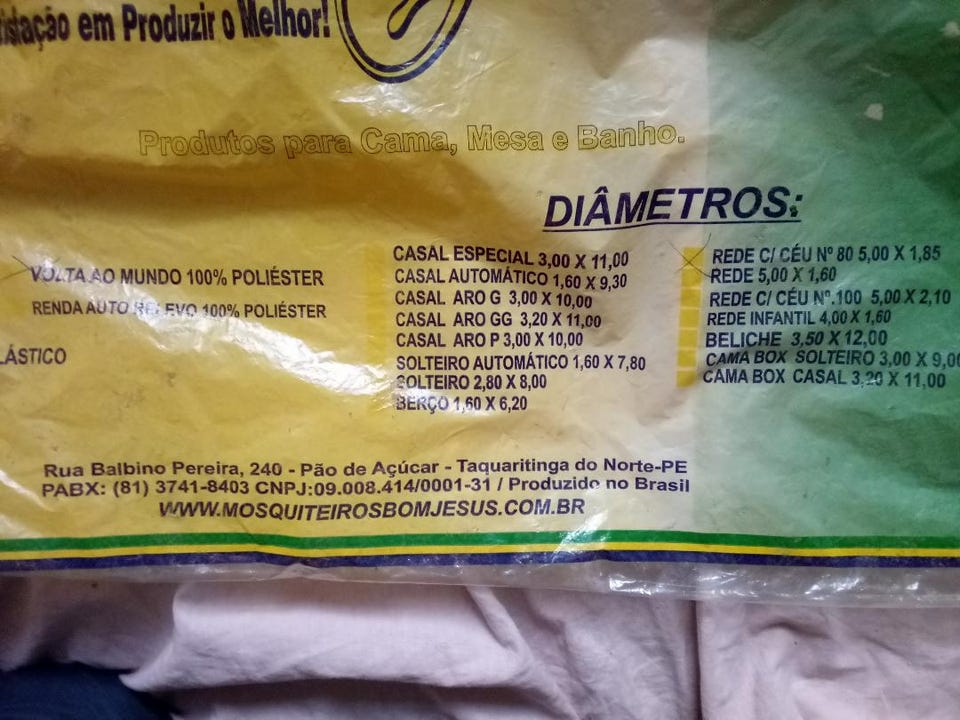 em Produzir o Melhor!
Produtos para Cama, Mesa e Banho.
DIÂMETROS:
VOLTA AO MUNDO 100% POLIÉSTER
RENDA AUTO RELEVO 100% POLIÉSTER
LÁSTICO
CASAL ESPECIAL 3,00 X 11,00
CASAL AUTOMÁTICO 1,60 X 9,30
CASAL ARO G 3,00 X 10,00
CASAL ARO GG 3,20 X 11,00
CASAL ARO P 3,00 X 10,00
SOLTEIRO AUTOMÁTICO 1,60 X 7,80
SOLTEIRO 2,80 X 8,00
BERÇO 1,60 X 6,20
REDE C/ CÉU Nº 80 5,00 X 1,85
REDE 5,00 X 1,60
REDE C/ CÉU Nº.100 5,00 X 2,10
REDE INFANTIL 4,00 X 1,60
BELICHE 3,50 X 12,00
CAMA BOX SOLTEIRO 3,00 X 9,00
CAMA BOX CASAL 3,20 X 11,00
Rua Balbino Pereira, 240 - Pão de Açúcar - Taquaritinga do Norte-PE
PABX: (81) 3741-8403 CNPJ:09.008.414/0001-31 / Produzido no Brasil
WWW.MOSQUITEIROSBOMJESUS.COM.BR